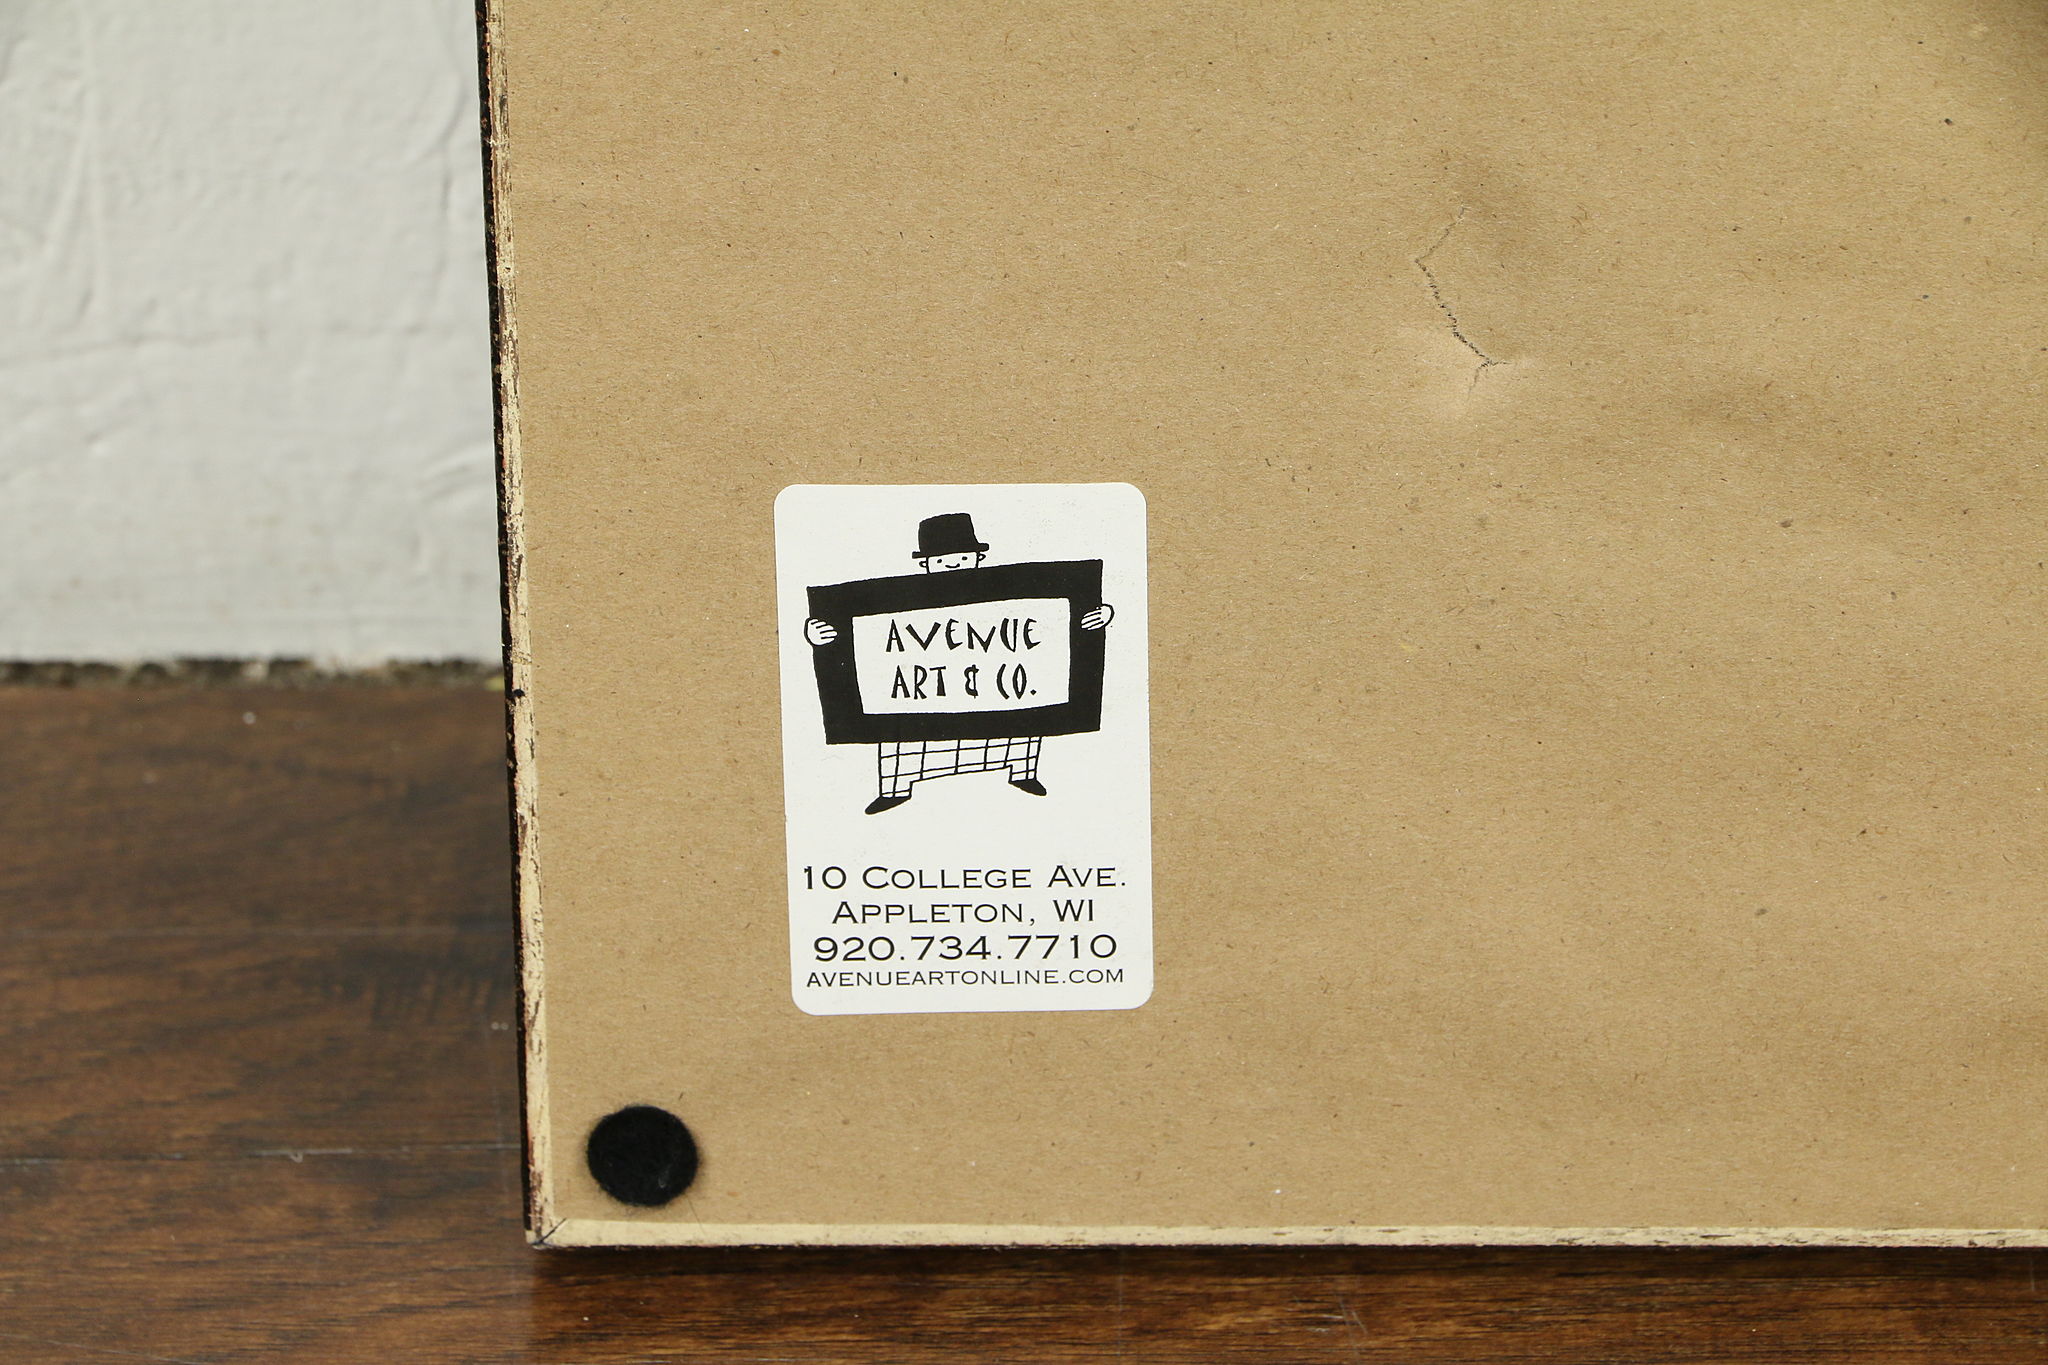 AVENUE
ART & CO.
10 COLLEGE AVE.
APPLETON, WI
920.734.7710
AVENUEARTONLINE.COM